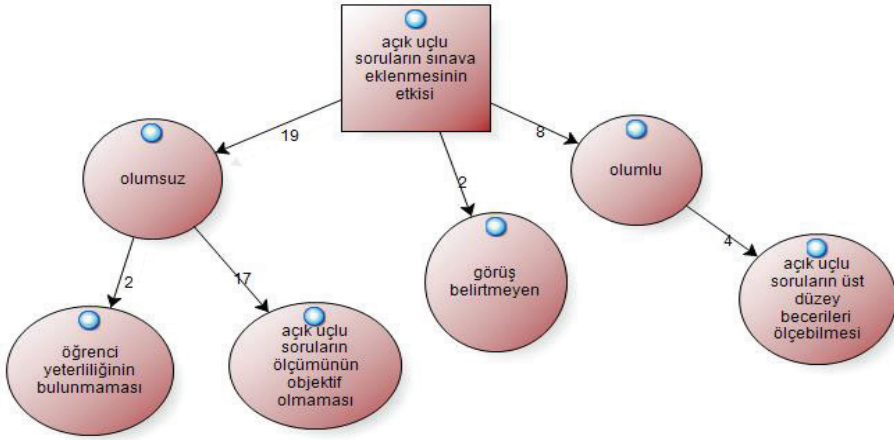 açık uçlu
soruların sınava
eklenmesinin
etkisi
19
2
8
olumsuz
olumlu
2
17
4
görüş
belirtmeyen
açık uçlu
soruların üst
düzey
becerileri
ölçebilmesi
öğrenci
yeterliliğinin
bulunmaması
açık uçlu
soruların
ölçümünün
objektif
olmaması